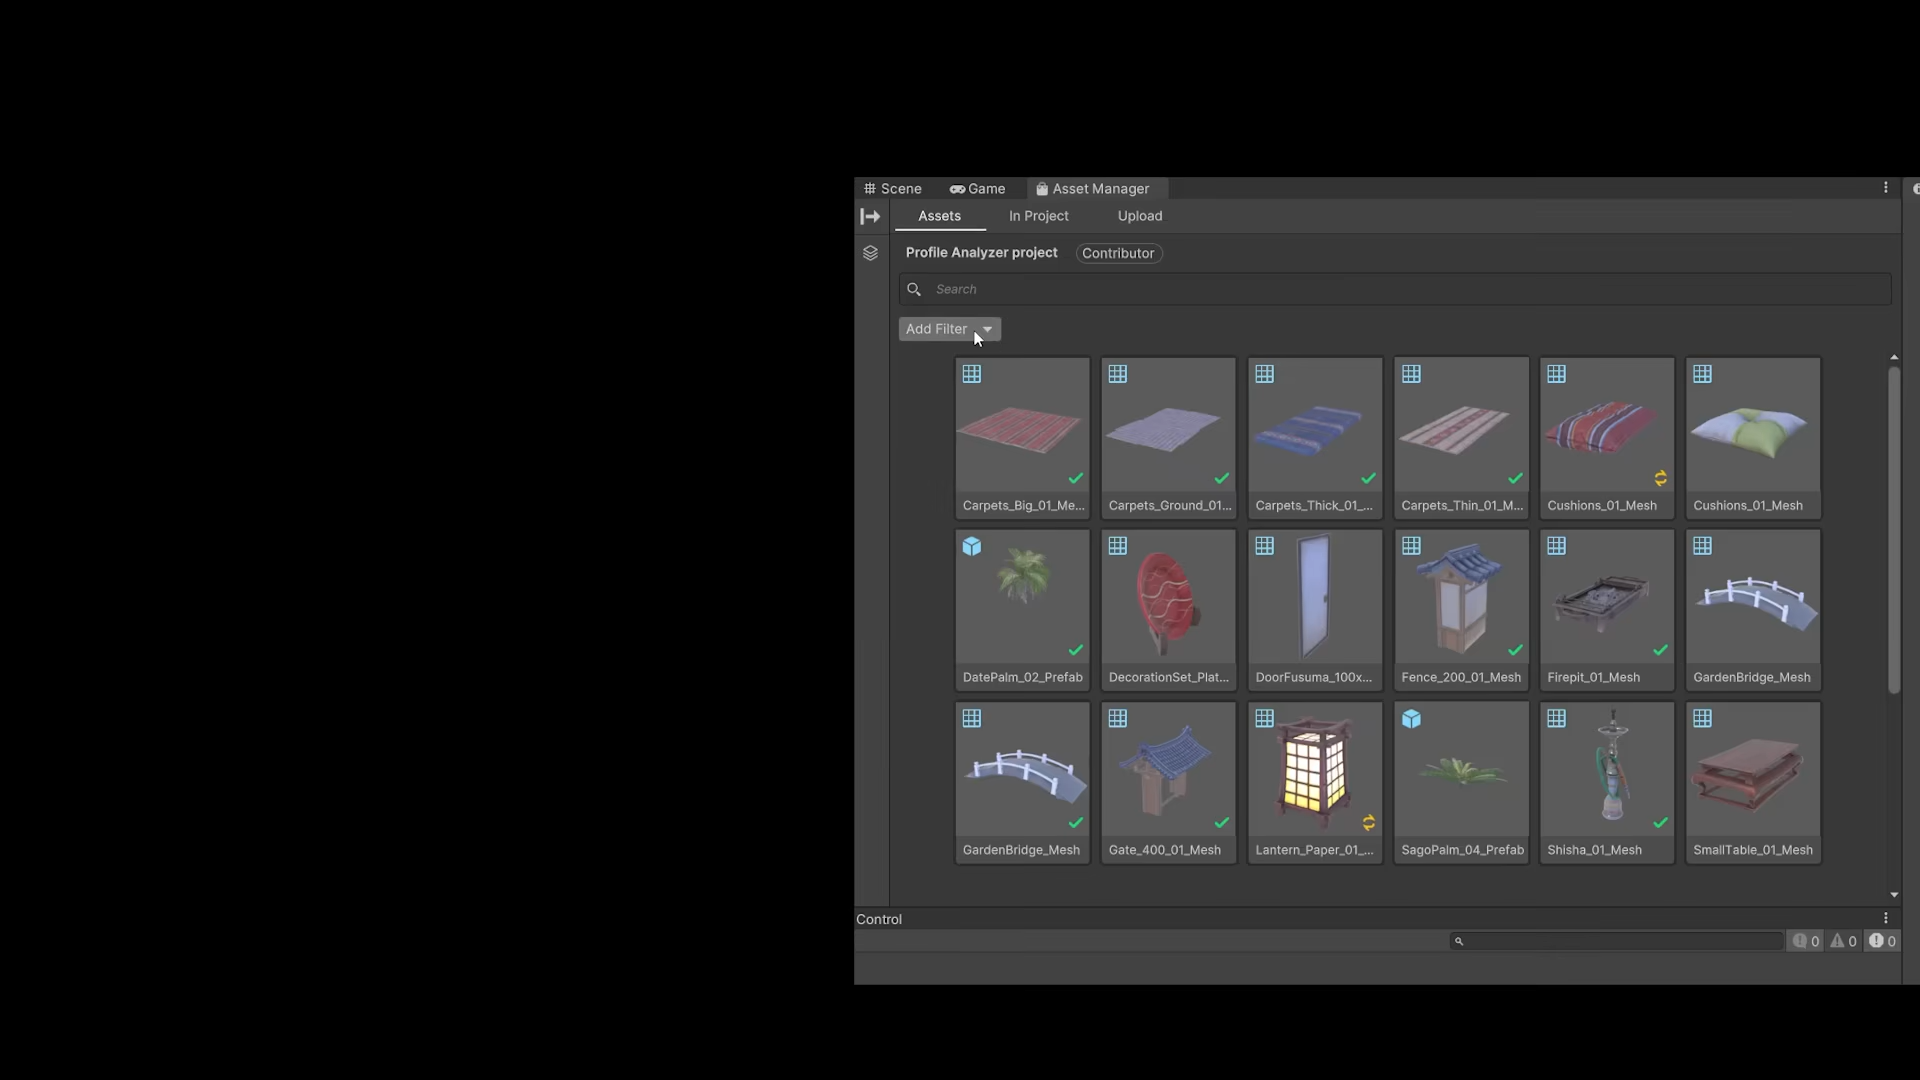 Scene Game Asset Manager
Assets In Project Upload
Profile Analyzer project Contributor
Search
Add Filter
Carpets_Big_01_Me... Carpets_Ground_01... Carpets_Thick_01_... Carpets_Thin_01_M... Cushions_01_Mesh Cushions_01_Mesh
DatePalm_02_Prefab DecorationSet_Plat... DoorFusuma_100x... Fence_200_01_Mesh Firepit_01_Mesh GardenBridge_Mesh
GardenBridge_Mesh Gate_400_01_Mesh Lantern_Paper_01_... SagoPalm_04_Prefab Shisha_01_Mesh SmallTable_01_Mesh
Control
0 0 0